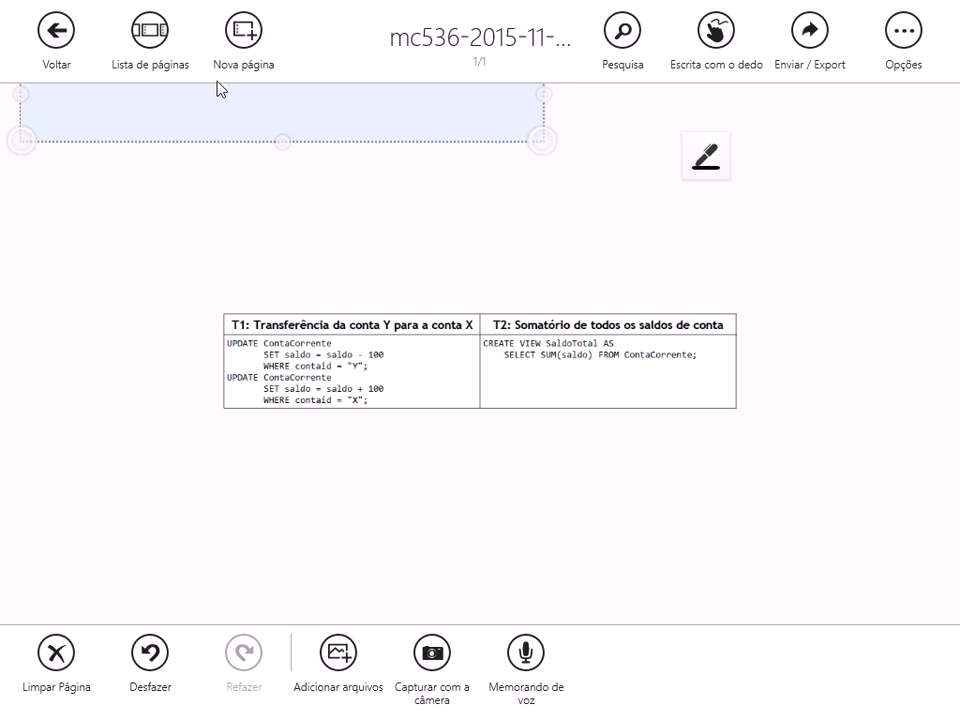 Voltar
Lista de páginas
Nova página
mc536-2015-11-...
1/1
Pesquisa
Escrita com o dedo
Enviar / Export
Opções
T1: Transferência da conta Y para a conta X
UPDATE ContaCorrente
SET saldo = saldo - 100
WHERE contaid = "Y";
UPDATE ContaCorrente
SET saldo = saldo + 100
WHERE contaid = "X";
T2: Somatório de todos os saldos de conta
CREATE VIEW SaldoTotal AS
SELECT SUM(saldo) FROM ContaCorrente;
Limpar Página
Desfazer
Refazer
Adicionar arquivos
Capturar com a
câmera
Memorando de
voz